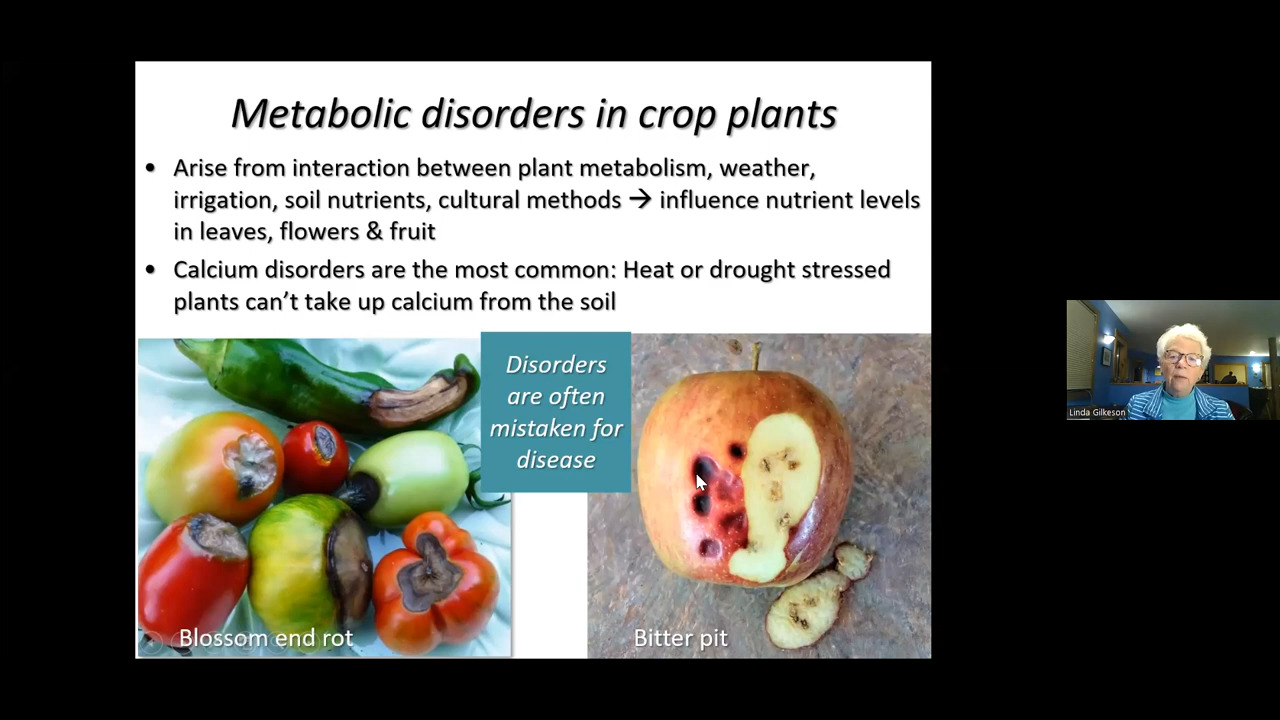 Metabolic disorders in crop plants
• Arise from interaction between plant metabolism, weather,
irrigation, soil nutrients, cultural methods → influence nutrient levels
in leaves, flowers & fruit
• Calcium disorders are the most common: Heat or drought stressed
plants can’t take up calcium from the soil
Disorders
are often
mistaken for
disease
Blossom end rot
Bitter pit
Linda Gilkeson